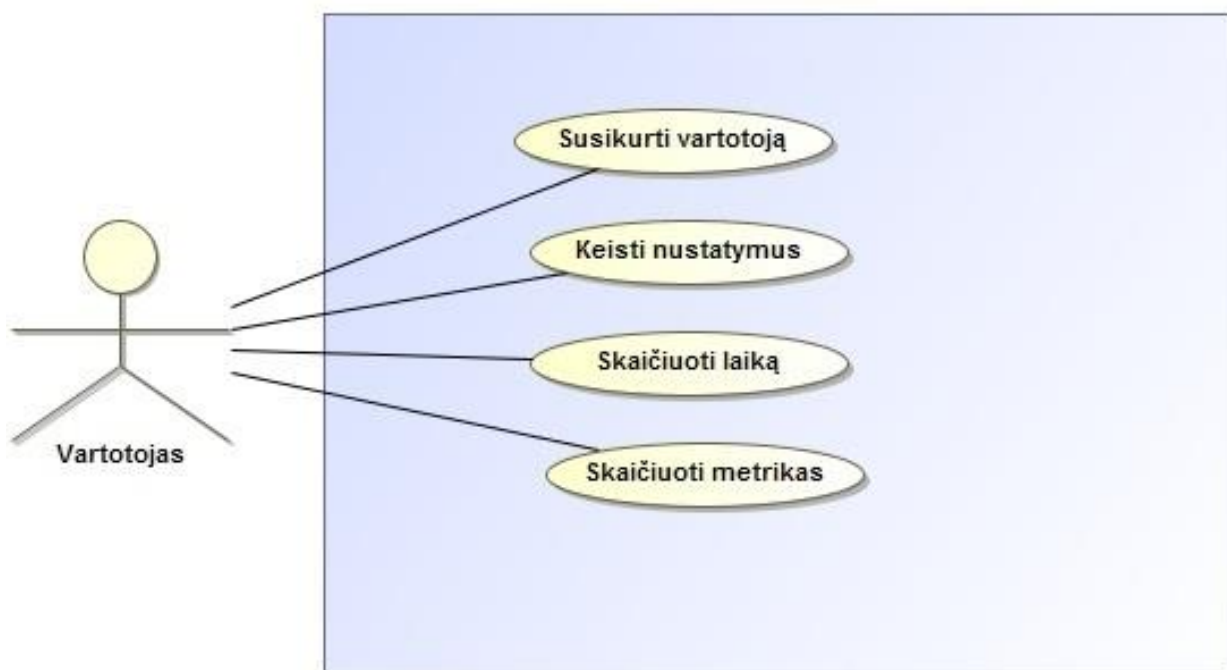 Susikurti vartotoją
Keisti nustatymus
Skaičiuoti laiką
Vartotojas
Skaičiuoti metrikas